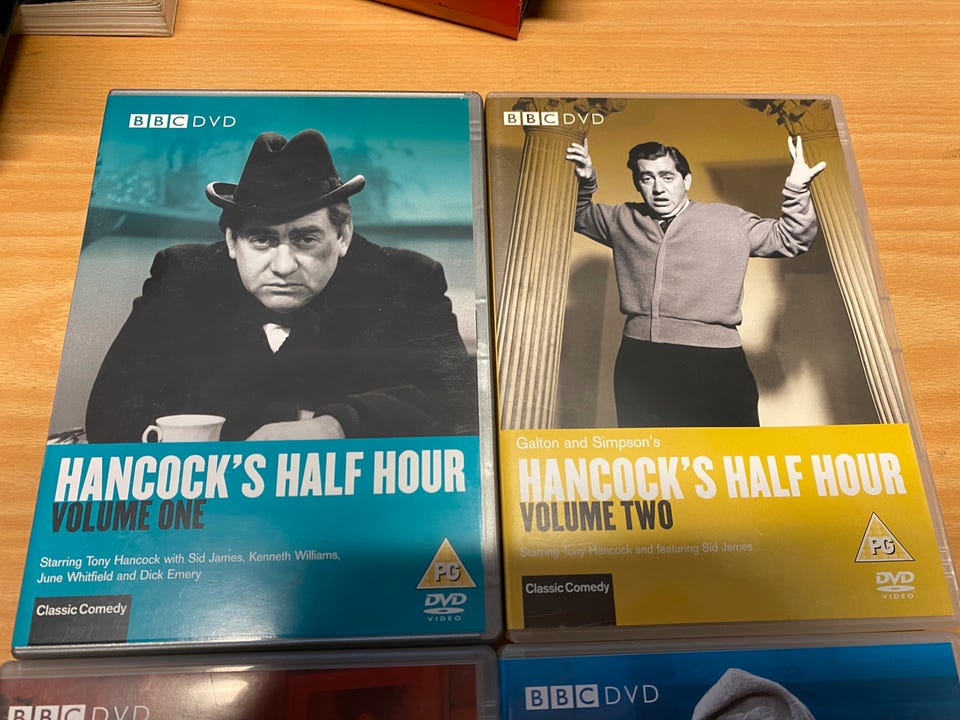 BBC DVD
HANCOCK'S HALF HOUR
VOLUME ONE
Starring Tony Hancock with Sid James, Kenneth Williams,
June Whitfield and Dick Emery
PG
DVD
VIDEO
Classic Comedy
BBC DVD
Galton and Simpson's
HANCOCK'S HALF HOUR
VOLUME TWO
Starring Tony Hancock and featuring Sid James
PG
DVD
VIDEO
Classic Comedy
BBC DVD
BBC DVD